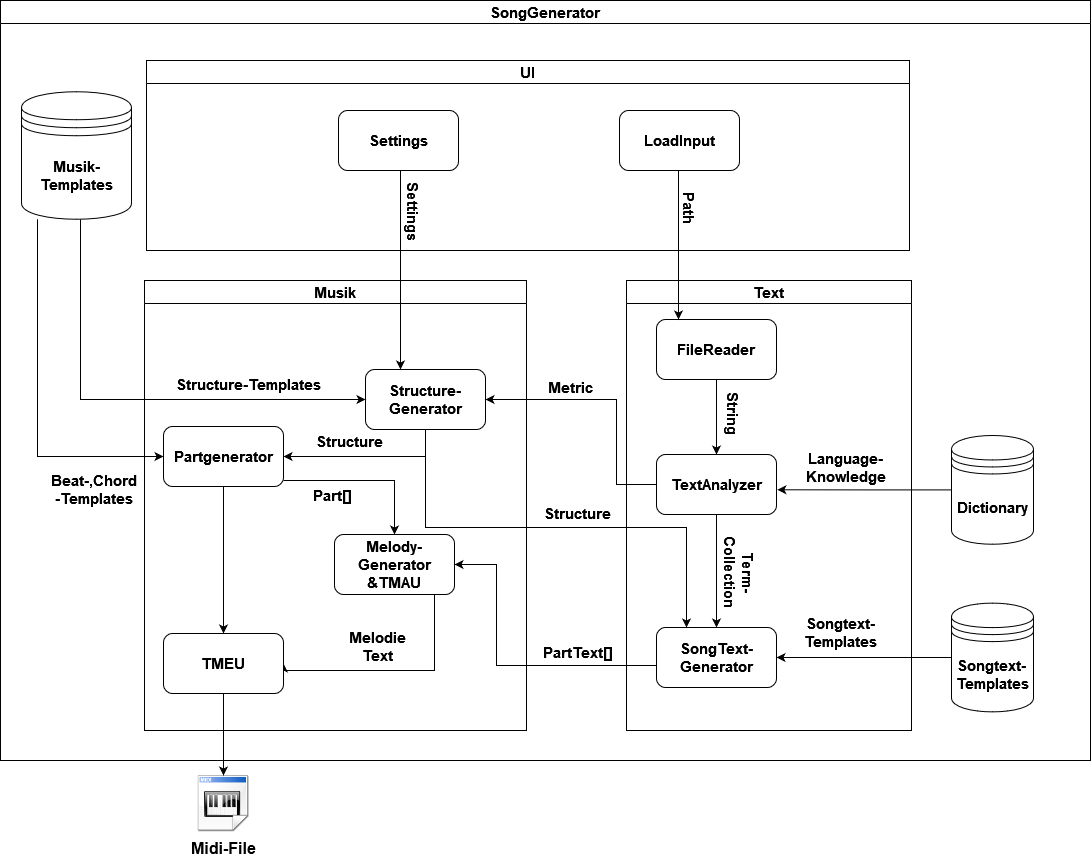 SongGenerator
UI
Musik-
Templates
Settings
LoadInput
Settings
Path
Musik
Text
FileReader
Structure-Templates
Structure-
Generator
Metric
String
Structure
Partgenerator
Beat-,Chord
-Templates
Part[]
TextAnalyzer
Language-
Knowledge
Dictionary
Structure
Melody-
Generator
&TMAU
Term-
Collection
Melodie
Text
TMEU
PartText[]
SongText-
Generator
Songtext-
Templates
Songtext-
Templates
MIDI
Midi-File